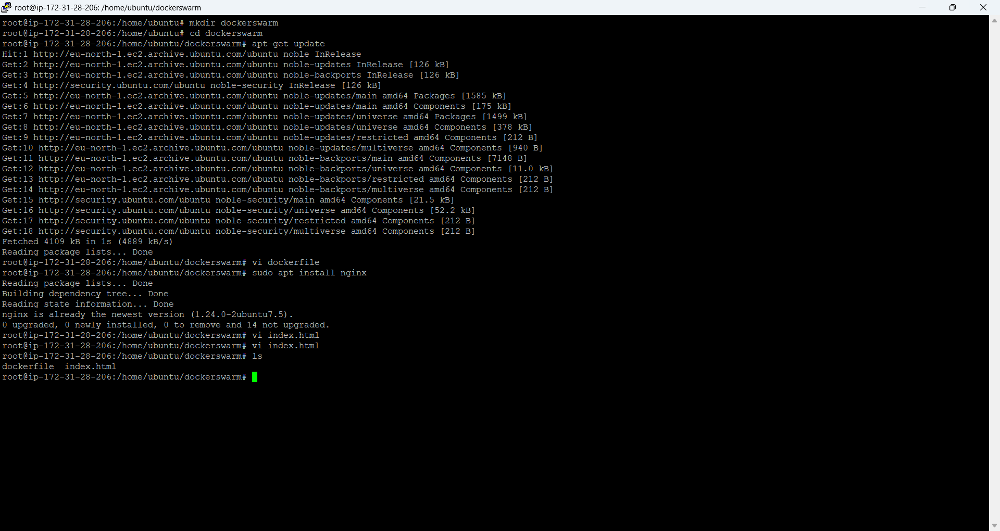 root@ip-172-31-28-206: /home/ubuntu/dockerswarm
root@ip-172-31-28-206:/home/ubuntu# mkdir dockerswarm
root@ip-172-31-28-206:/home/ubuntu# cd dockerswarm
root@ip-172-31-28-206:/home/ubuntu/dockerswarm# apt-get update
Hit:1 http://eu-north-1.ec2.archive.ubuntu.com/ubuntu noble InRelease
Get:2 http://eu-north-1.ec2.archive.ubuntu.com/ubuntu noble-updates InRelease [126 kB]
Get:3 http://eu-north-1.ec2.archive.ubuntu.com/ubuntu noble-backports InRelease [126 kB]
Get:4 http://security.ubuntu.com/ubuntu noble-security InRelease [126 kB]
Get:5 http://eu-north-1.ec2.archive.ubuntu.com/ubuntu noble-updates/main amd64 Packages [1585 kB]
Get:6 http://eu-north-1.ec2.archive.ubuntu.com/ubuntu noble-updates/main amd64 Components [175 kB]
Get:7 http://eu-north-1.ec2.archive.ubuntu.com/ubuntu noble-updates/universe amd64 Packages [1499 kB]
Get:8 http://eu-north-1.ec2.archive.ubuntu.com/ubuntu noble-updates/universe amd64 Components [378 kB]
Get:9 http://eu-north-1.ec2.archive.ubuntu.com/ubuntu noble-updates/restricted amd64 Components [212 B]
Get:10 http://eu-north-1.ec2.archive.ubuntu.com/ubuntu noble-updates/multiverse amd64 Components [940 B]
Get:11 http://eu-north-1.ec2.archive.ubuntu.com/ubuntu noble-backports/main amd64 Components [7148 B]
Get:12 http://eu-north-1.ec2.archive.ubuntu.com/ubuntu noble-backports/universe amd64 Components [11.0 kB]
Get:13 http://eu-north-1.ec2.archive.ubuntu.com/ubuntu noble-backports/restricted amd64 Components [212 B]
Get:14 http://eu-north-1.ec2.archive.ubuntu.com/ubuntu noble-backports/multiverse amd64 Components [212 B]
Get:15 http://security.ubuntu.com/ubuntu noble-security/main amd64 Components [21.5 kB]
Get:16 http://security.ubuntu.com/ubuntu noble-security/universe amd64 Components [52.2 kB]
Get:17 http://security.ubuntu.com/ubuntu noble-security/restricted amd64 Components [212 B]
Get:18 http://security.ubuntu.com/ubuntu noble-security/multiverse amd64 Components [212 B]
Fetched 4109 kB in 1s (4889 kB/s)
Reading package lists... Done
root@ip-172-31-28-206:/home/ubuntu/dockerswarm# vi dockerfile
root@ip-172-31-28-206:/home/ubuntu/dockerswarm# sudo apt install nginx
Reading package lists... Done
Building dependency tree... Done
Reading state information... Done
nginx is already the newest version (1.24.0-2ubuntu7.5).
0 upgraded, 0 newly installed, 0 to remove and 14 not upgraded.
root@ip-172-31-28-206:/home/ubuntu/dockerswarm# vi index.html
root@ip-172-31-28-206:/home/ubuntu/dockerswarm# vi index.html
root@ip-172-31-28-206:/home/ubuntu/dockerswarm# ls
dockerfile  index.html
root@ip-172-31-28-206:/home/ubuntu/dockerswarm#